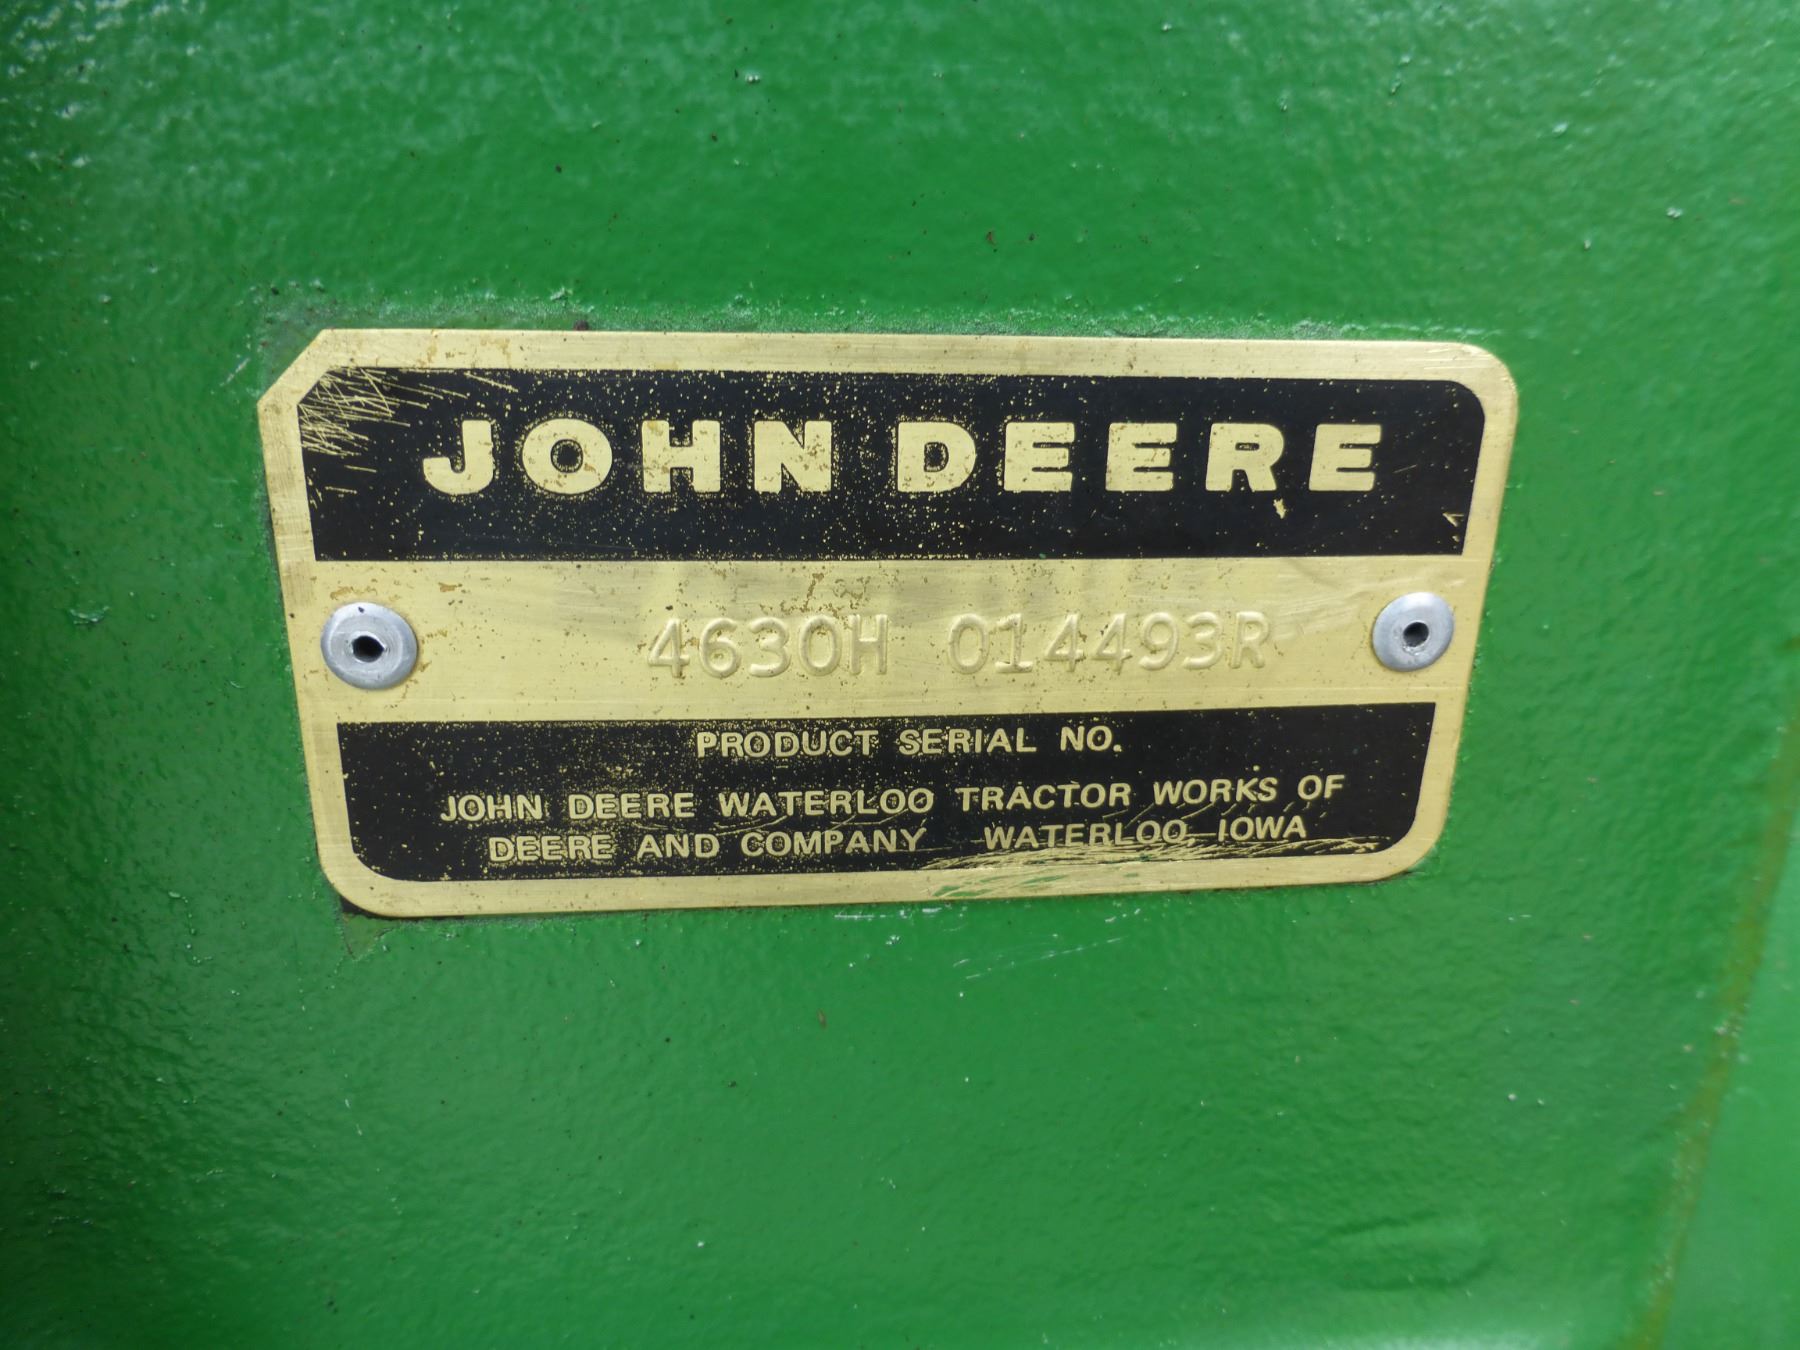 JOHN DEERE
4630H 014493R
PRODUCT SERIAL NO.
JOHN DEERE WATERLOO TRACTOR WORKS OF
DEERE AND COMPANY WATERLOO, IOWA